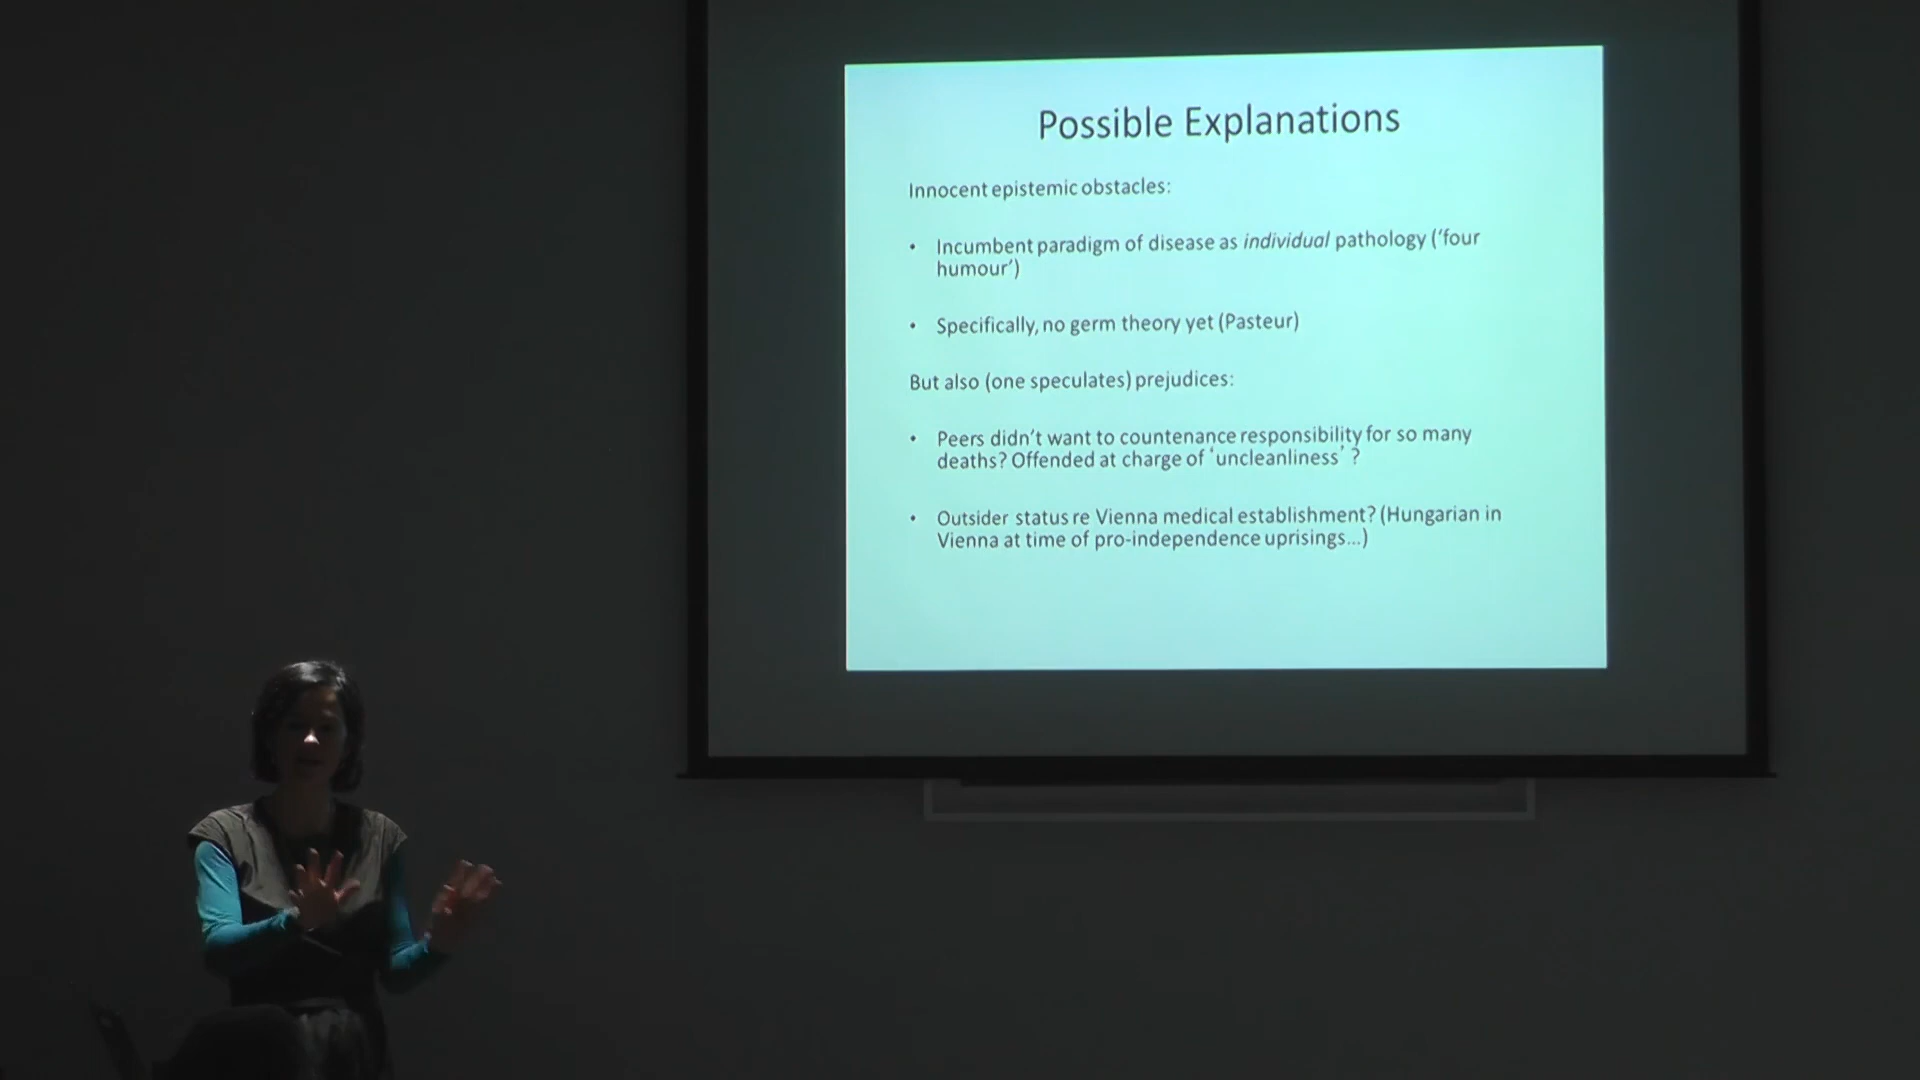 Possible Explanations
Innocent epistemic obstacles:
• Incumbent paradigm of disease as individual pathology (‘four
humour’)
• Specifically, no germ theory yet (Pasteur)
But also (one speculates) prejudices:
• Peers didn’t want to countenance responsibility for so many
deaths? Offended at charge of ‘uncleanliness’ ?
• Outsider status re Vienna medical establishment? (Hungarian in
Vienna at time of pro-independence uprisings...)